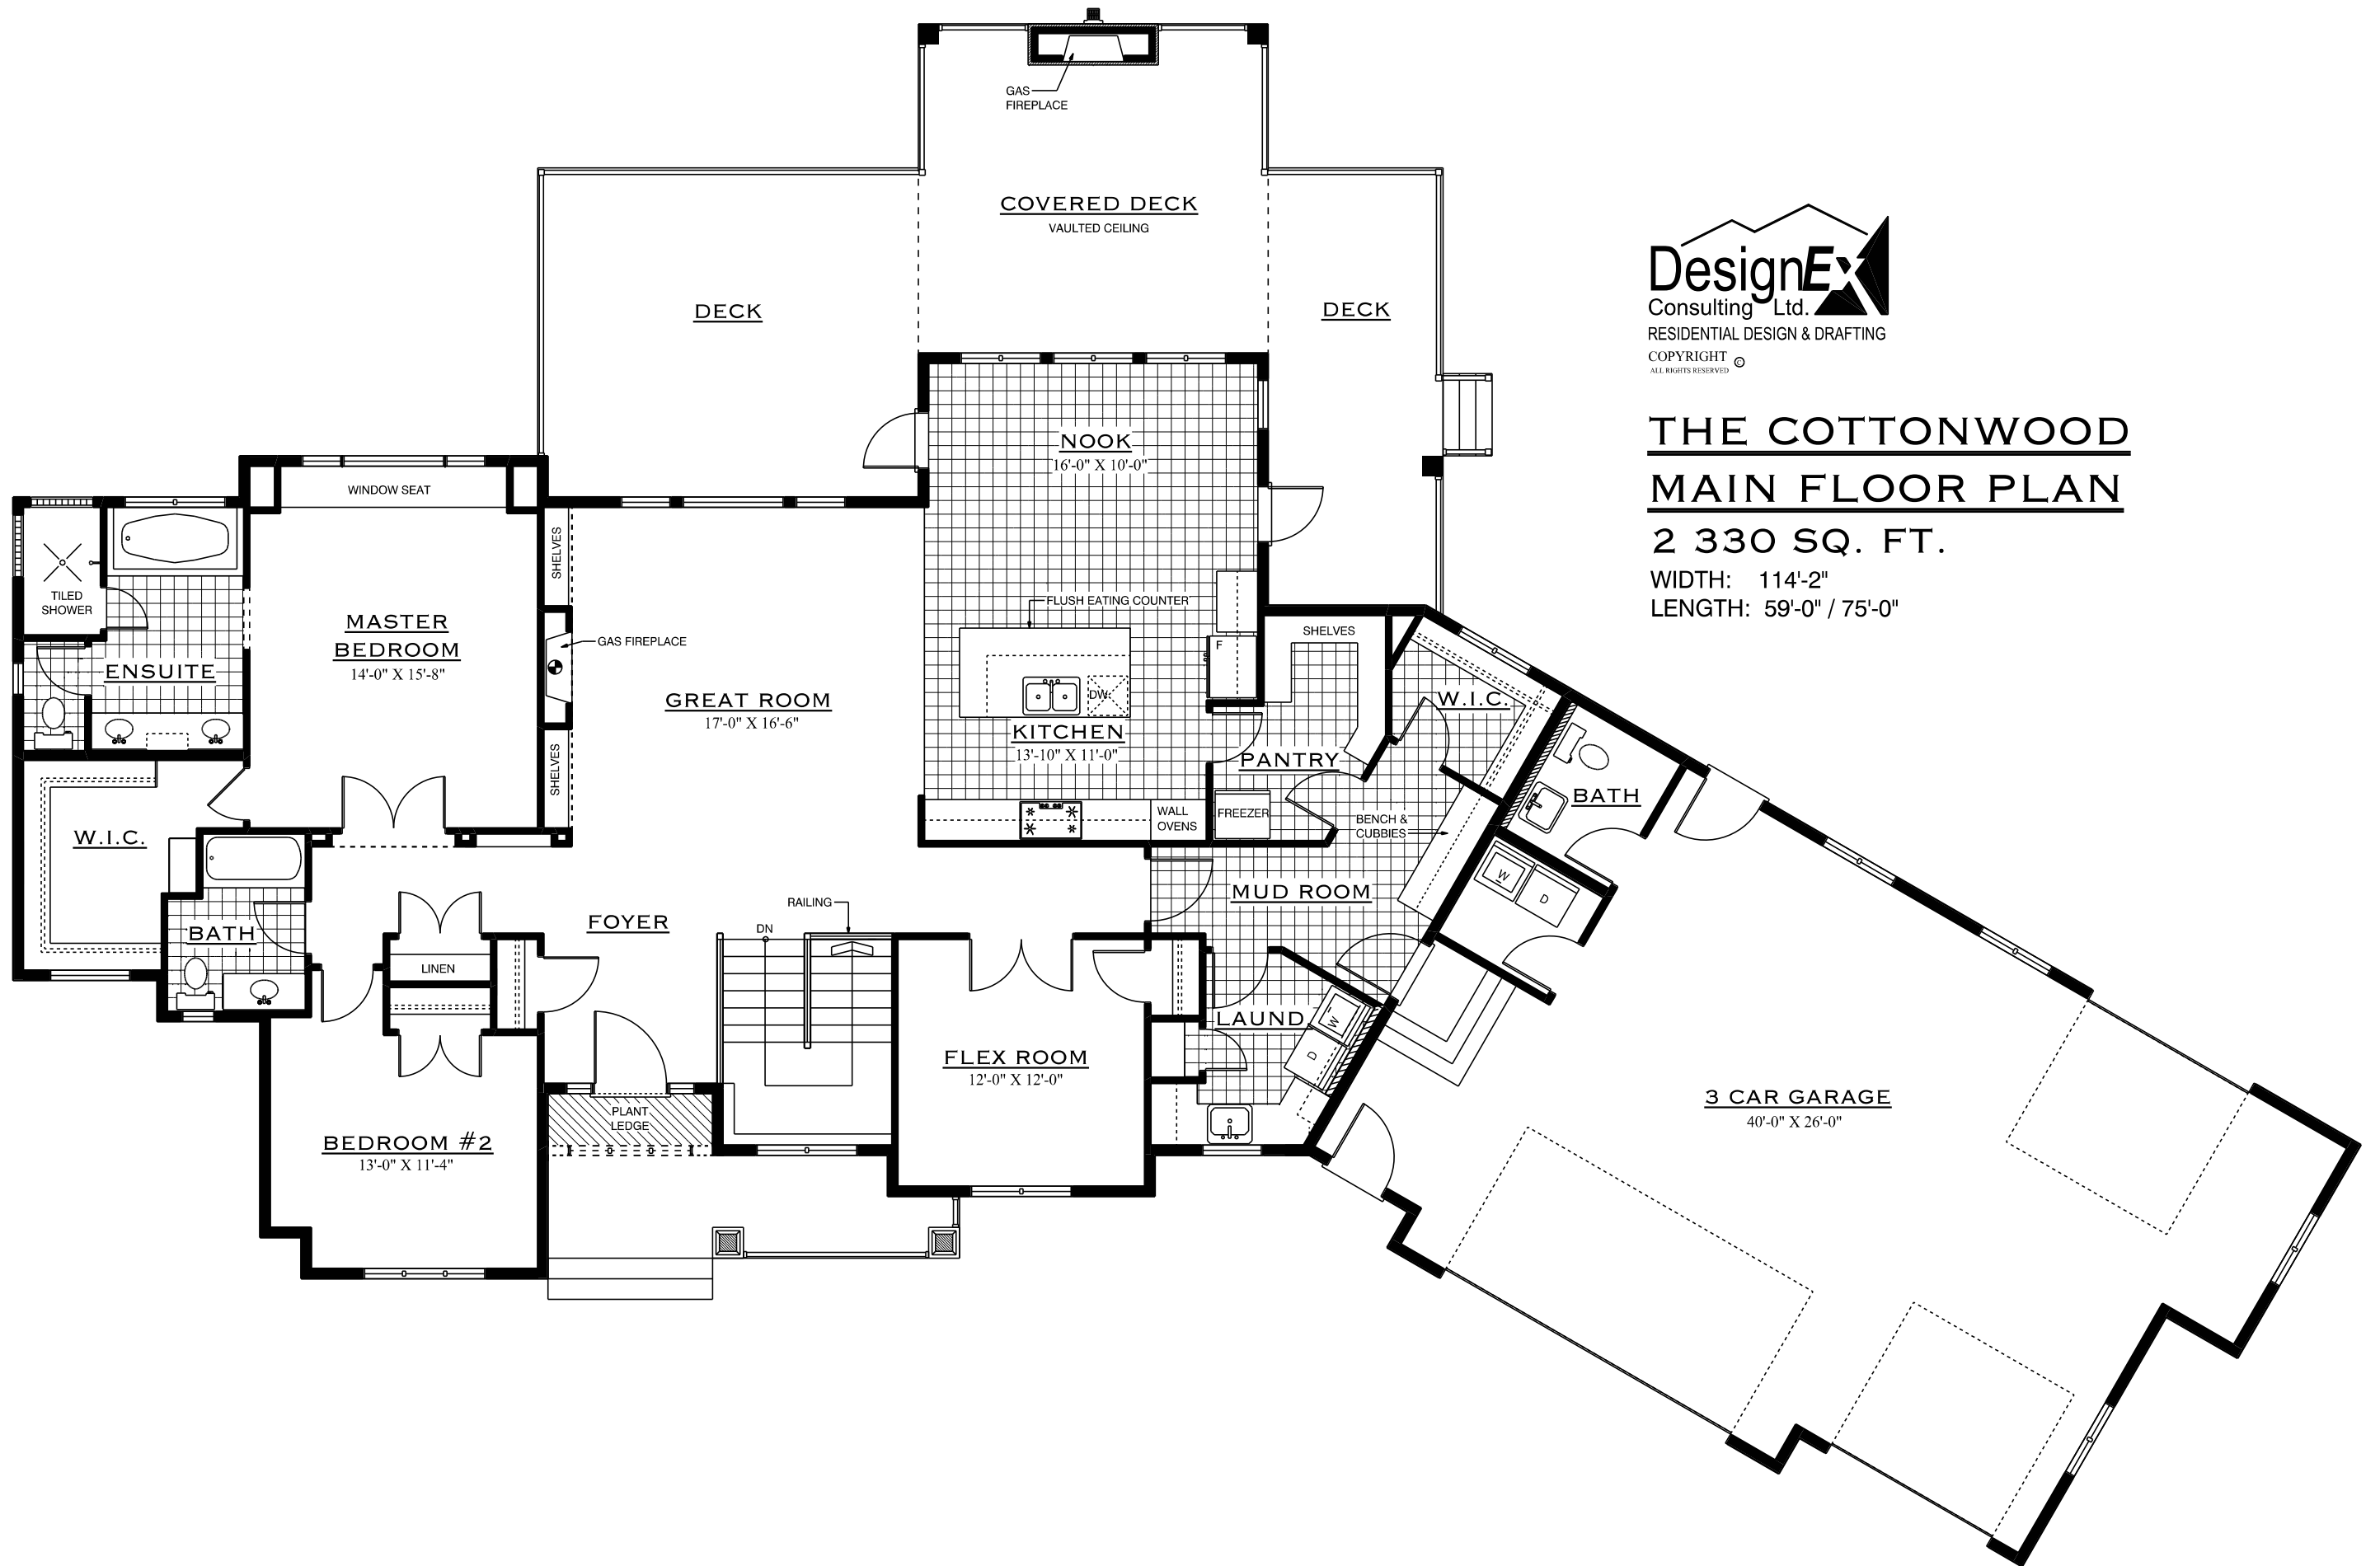 GAS
FIREPLACE
COVERED DECK
VAULTED CEILING
DECK
DECK
DesignEx
Consulting Ltd.
RESIDENTIAL DESIGN & DRAFTING
COPYRIGHT ©
ALL RIGHTS RESERVED
THE COTTONWOOD
MAIN FLOOR PLAN
2 330 SQ. FT.
WIDTH: 114'-2"
LENGTH: 59'-0" / 75'-0"
NOOK
16'-0" X 10'-0"
WINDOW SEAT
SHELVES
TILED
SHOWER
MASTER
BEDROOM
14'-0" X 15'-8"
ENSUITE
GAS FIREPLACE
GREAT ROOM
17'-0" X 16'-6"
SHELVES
FLUSH EATING COUNTER
F
DW
KITCHEN
13'-10" X 11'-0"
SHELVES
W.I.C.
PANTRY
FREEZER
WALL
OVENS
BENCH &
CUBBIES
BATH
W.I.C.
MUD ROOM
W
D
BATH
FOYER
RAILING
DN
LINEN
LAUND
W
D
FLEX ROOM
12'-0" X 12'-0"
PLANT
LEDGE
BEDROOM #2
13'-0" X 11'-4"
3 CAR GARAGE
40'-0" X 26'-0"